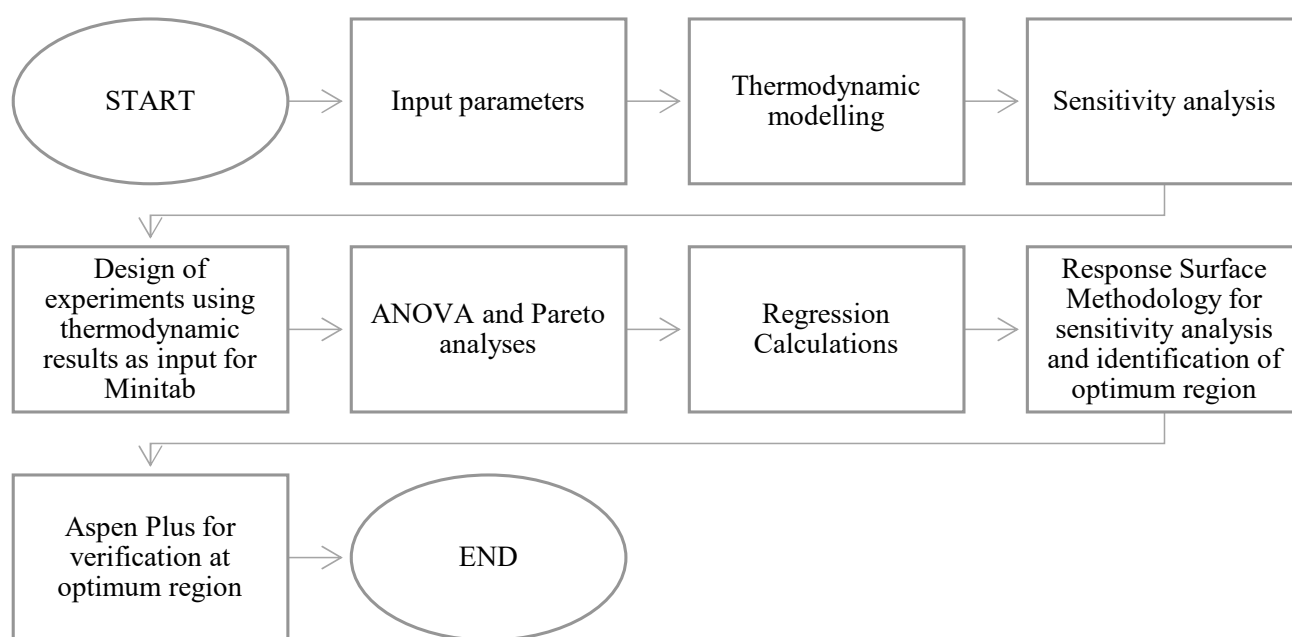 START
Input parameters
Thermodynamic
modelling
Sensitivity analysis
Design of
experiments using
thermodynamic
results as input for
Minitab
ANOVA and Pareto
analyses
Regression
Calculations
Response Surface
Methodology for
sensitivity analysis
and identification of
optimum region
Aspen Plus for
verification at
optimum region
END